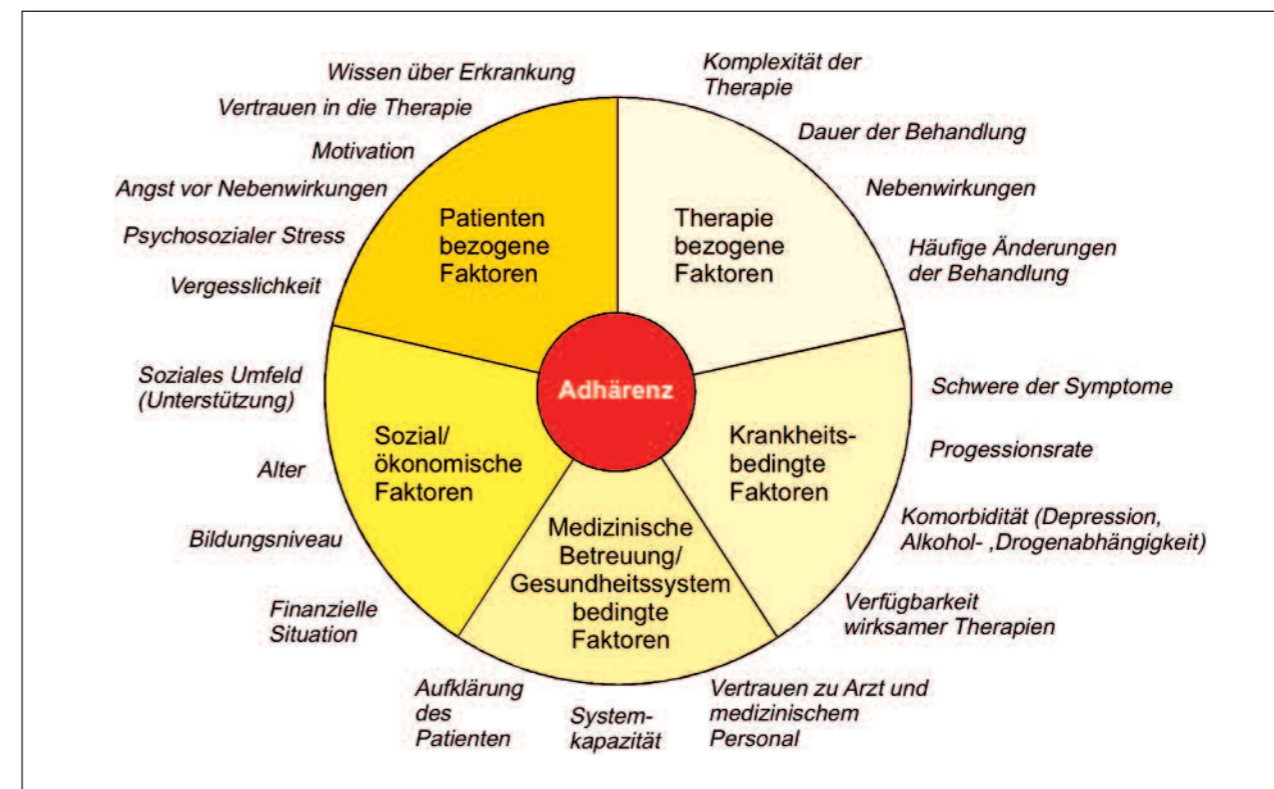 Wissen über Erkrankung
Vertrauen in die Therapie
Motivation
Angst vor Nebenwirkungen
Psychosozialer Stress
Vergesslichkeit
Komplexität der
Therapie
Dauer der Behandlung
Nebenwirkungen
Häufige Änderungen
der Behandlung
Patienten
bezogene
Faktoren
Therapie
bezogene
Faktoren
Adhärenz
Soziales Umfeld
(Unterstützung)
Alter
Bildungsniveau
Finanzielle
Situation
Sozial/
ökonomische
Faktoren
Krankheits-
bedingte
Faktoren
Schwere der Symptome
Progessionsrate
Komorbidität (Depression,
Alkohol- ,Drogenabhängigkeit)
Verfügbarkeit
wirksamer Therapien
Medizinische
Betreuung/
Gesundheitssystem
bedingte
Faktoren
Aufklärung
des
Patienten
System-
kapazität
Vertrauen zu Arzt und
medizinischem
Personal